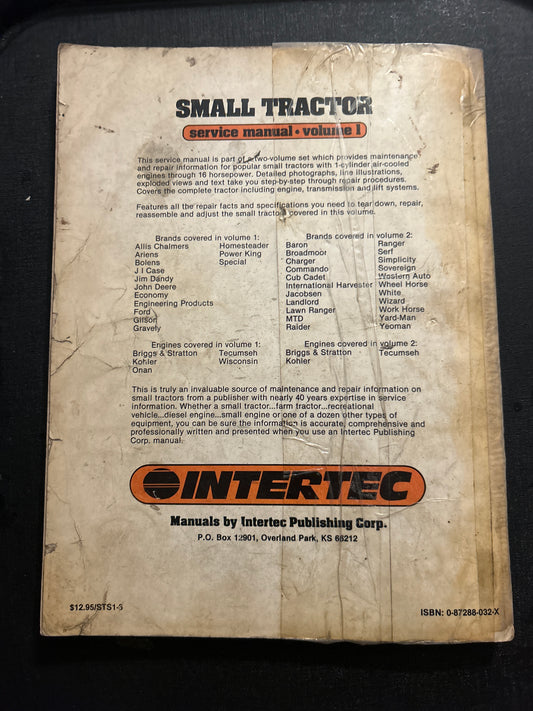 SMALL TRACTOR
service manual • volume 1
This service manual is part of a two-volume set which provides maintenance
and repair information for popular small tractors with 1-cylinder air-cooled
engines through 16 horsepower. Detailed photographs, line illustrations,
exploded views and text take you step-by-step through repair procedures.
Covers the complete tractor including engine, transmission and lift systems.
Features all the repair facts and specifications you need to tear down, repair,
reassemble and adjust the small tractors covered in this volume.
Brands covered in volume 1:
Allis Chalmers
Ariens
Bolens
J I Case
Jim Dandy
John Deere
Economy
Engineering Products
Ford
Gilson
Gravely
Homesteader
Power King
Special
Brands covered in volume 2:
Baron
Broadmoor
Charger
Commando
Cub Cadet
International Harvester
Jacobsen
Landlord
Lawn Ranger
MTD
Raider
Ranger
Serf
Simplicity
Sovereign
Western Auto
Wheel Horse
White
Wizard
Work Horse
Yard-Man
Yeoman
Engines covered in volume 1:
Briggs & Stratton
Kohler
Onan
Tecumseh
Wisconsin
Engines covered in volume 2:
Briggs & Stratton
Kohler
Tecumseh
This is truly an invaluable source of maintenance and repair information on
small tractors from a publisher with nearly 40 years expertise in service
information. Whether a small tractor...farm tractor...recreational
vehicle...diesel engine...small engine or one of a dozen other types of
equipment, you can be sure the information is accurate, comprehensive and
professionally written and presented when you use an Intertec Publishing
Corp. manual.
INTERTEC
Manuals by Intertec Publishing Corp.
P.O. Box 12901, Overland Park, KS 66212
$12.95/STS1-5
ISBN: 0-87288-032-X